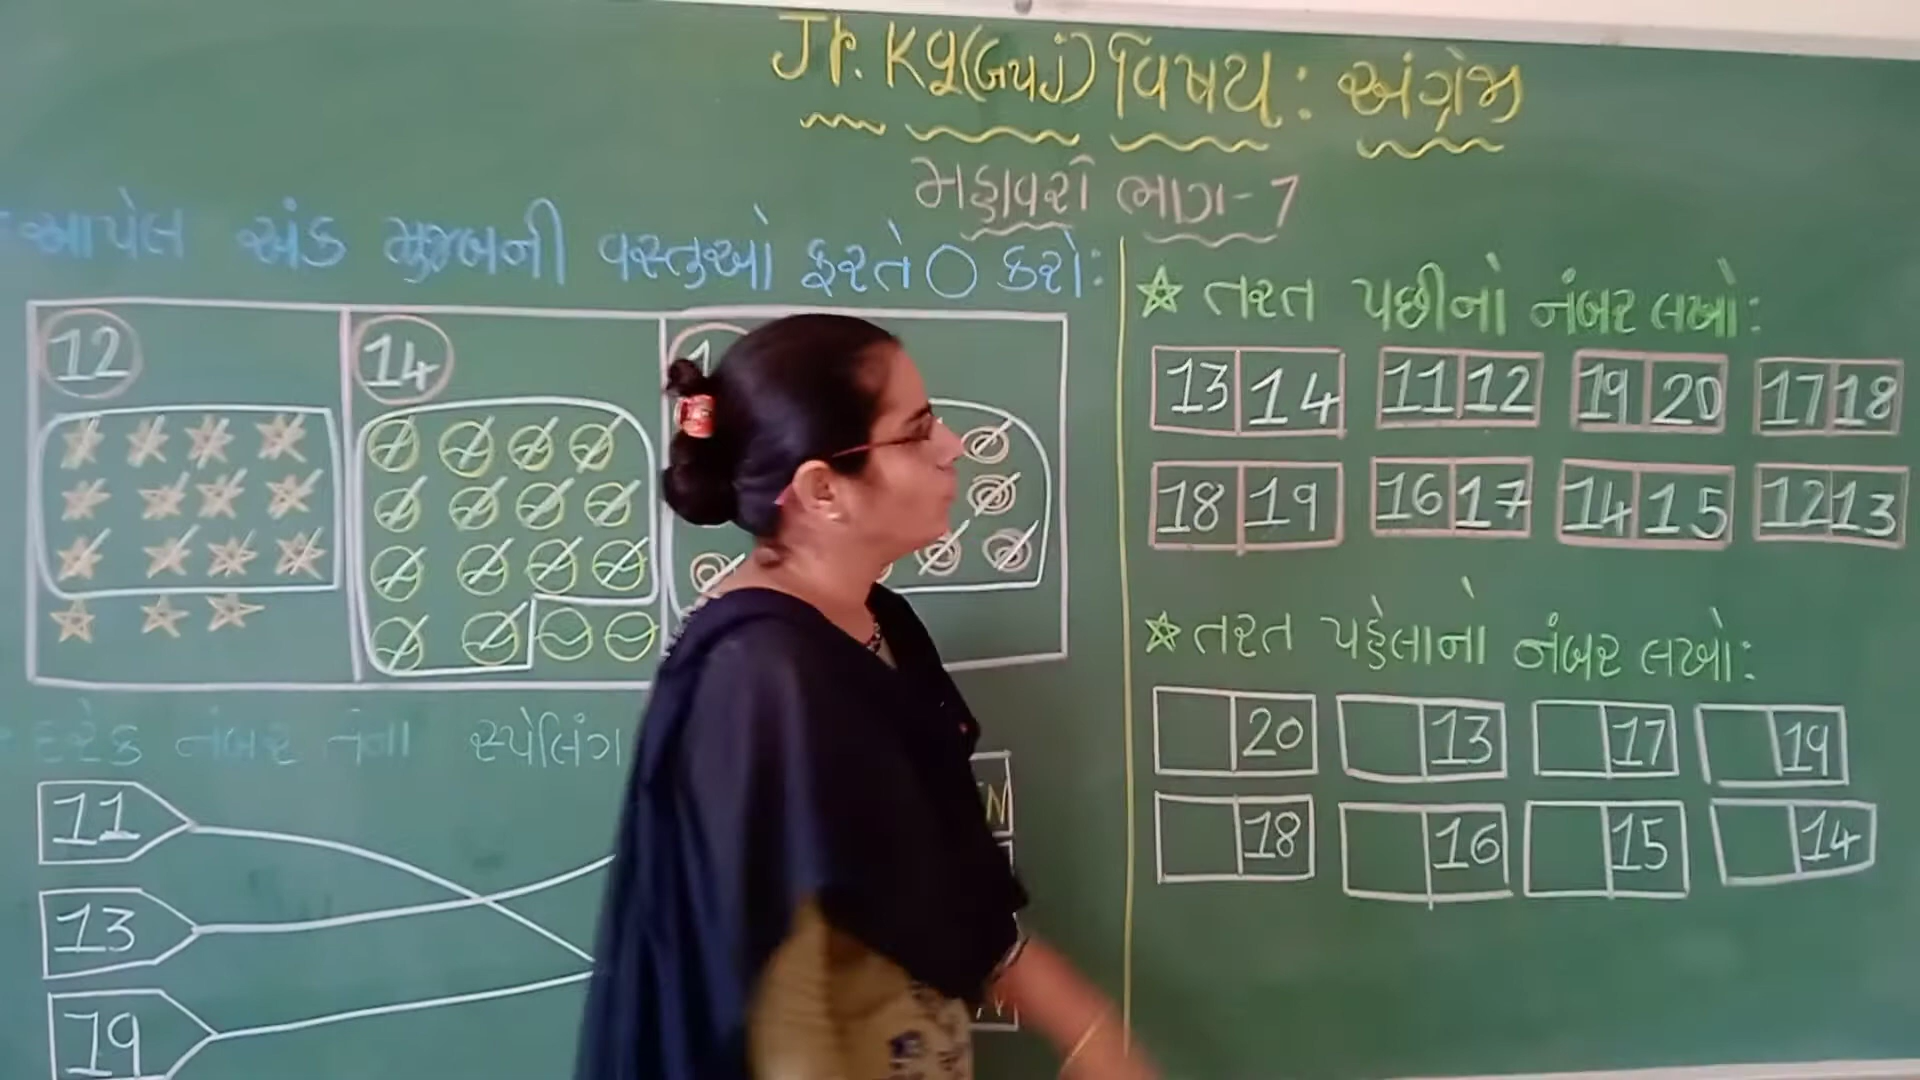 Jr. Kg(Guj) વિષય : અંગ્રેજી
મહાવરો ભાગ-7
આપેલ અંક મુજબની વસ્તુઓ ફરતે ○ કરો:
12 14 1
દરેક નંબર તેના સ્પેલિંગ
11
13
19
★ તરત પછીનો નંબર લખો:
13 14 11 12 19 20 17 18
18 19 16 17 14 15 12 13
★ તરત પહેલાનો નંબર લખો:
20 13 17 19
18 16 15 14